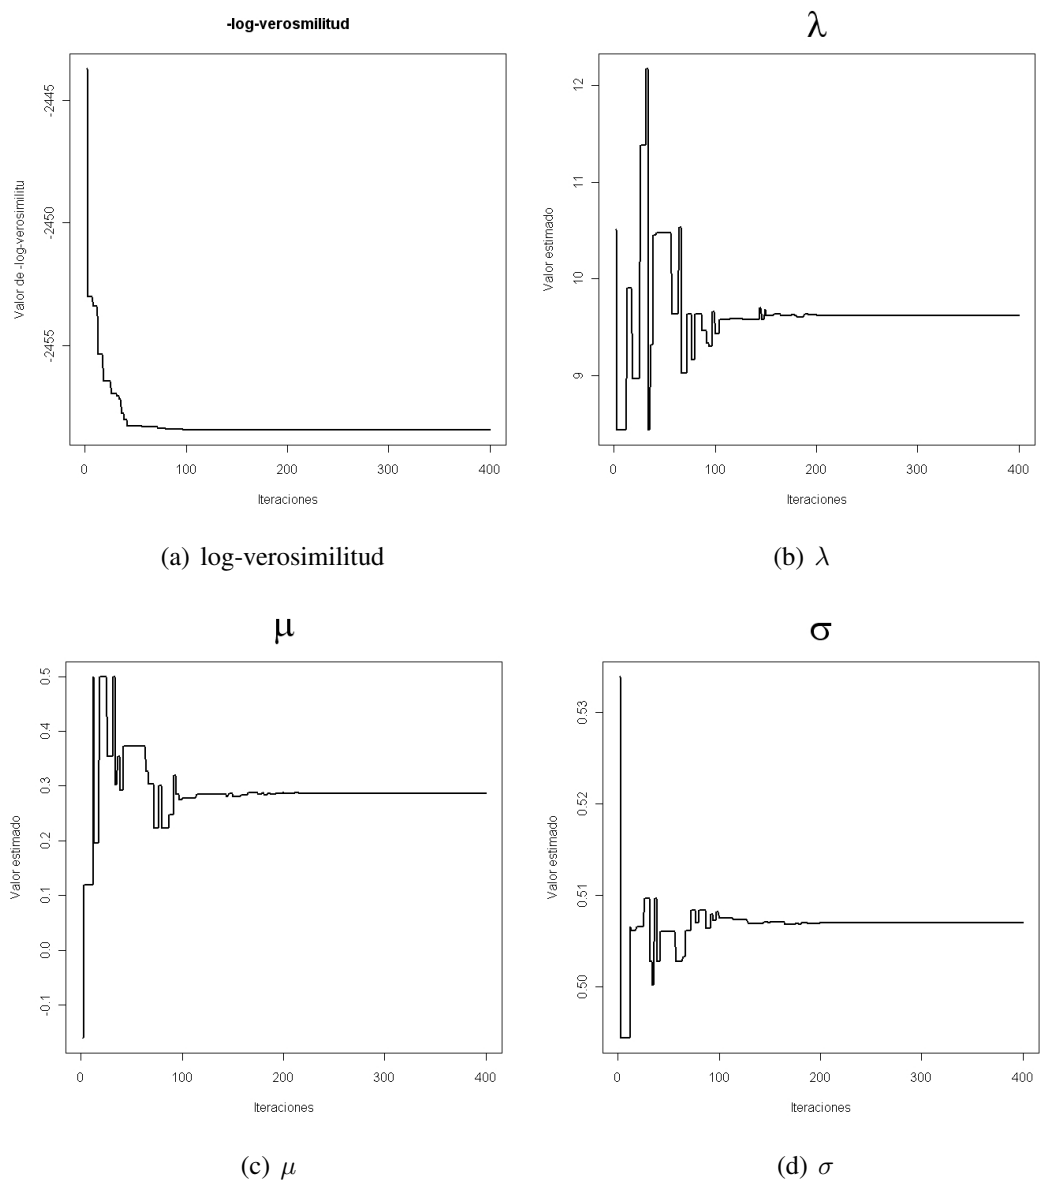 -log-verosmilitud
Valor de -log-verosimilitu
-2445
-2450
-2455
0 100 200 300 400
Iteraciones
(a) log-verosimilitud
λ
Valor estimado
12
11
10
9
0 100 200 300 400
Iteraciones
(b) λ
μ
Valor estimado
0.5
0.4
0.3
0.2
0.1
0.0
-0.1
0 100 200 300 400
Iteraciones
(c) μ
σ
Valor estimado
0.53
0.52
0.51
0.50
0 100 200 300 400
Iteraciones
(d) σ